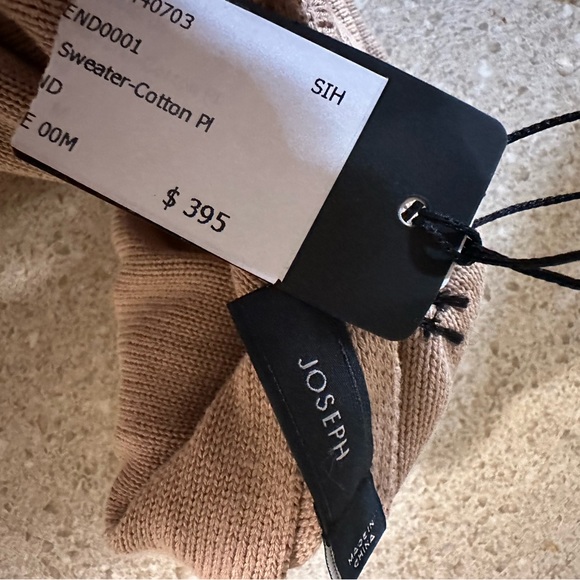 40703
END0001
Sweater-Cotton Pl
ND
E 00M
SIH
$ 395
JOSEPH
MADE IN
CHINA